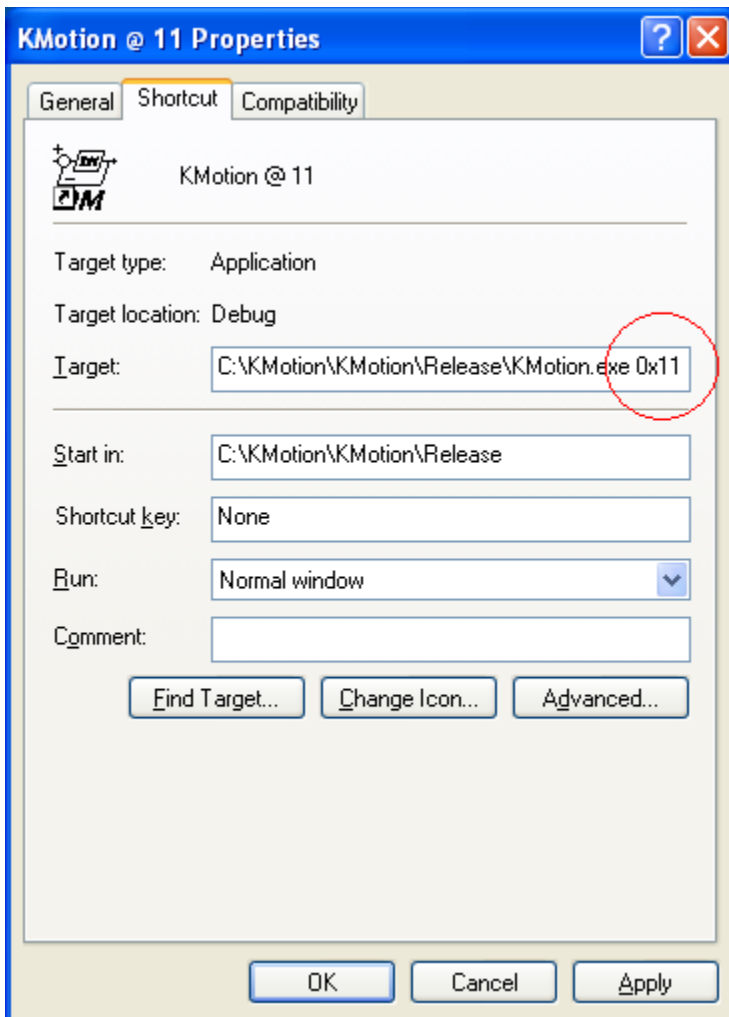 KMotion @ 11 Properties
General Shortcut Compatibility
KMotion @ 11
Target type: Application
Target location: Debug
Target: C:\KMotion\KMotion\Release\KMotion.exe 0x11
Start in: C:\KMotion\KMotion\Release
Shortcut key: None
Run: Normal window
Comment:
Find Target... Change Icon... Advanced...
OK Cancel Apply